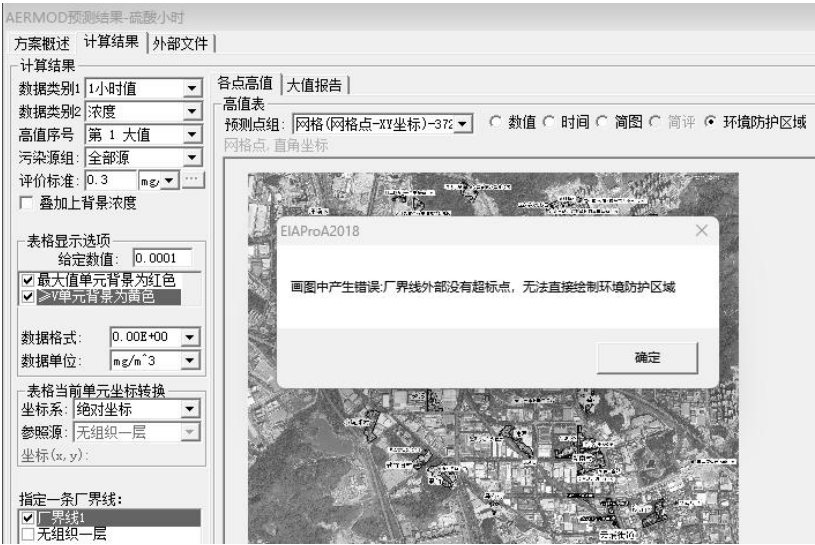 AERMOD预测结果-硫酸小时
方案概述 计算结果 外部文件
计算结果
数据类别1 1小时值
数据类别2 浓度
高值序号 第 1 大值
污染源组: 全部源
评价标准: 0.3 mg/ ...
叠加上背景浓度
表格显示选项
给定数值: 0.0001
最大值单元背景为红色
≥V单元背景为黄色
数据格式: 0.00E+00
数据单位: mg/m^3
表格当前单元坐标转换
坐标系: 绝对坐标
参照源: 无组织一层
坐标(x,y):
指定一条厂界线:
厂界线1
无组织一层
各点高值 大值报告
高值表
预测点组: 网格(网格点-XY坐标)-372 数值 时间 简图 简评 环境防护区域
网格点,直角坐标
EIAProA2018
画图中产生错误:厂界线外部没有超标点，无法直接绘制环境防护区域
确定